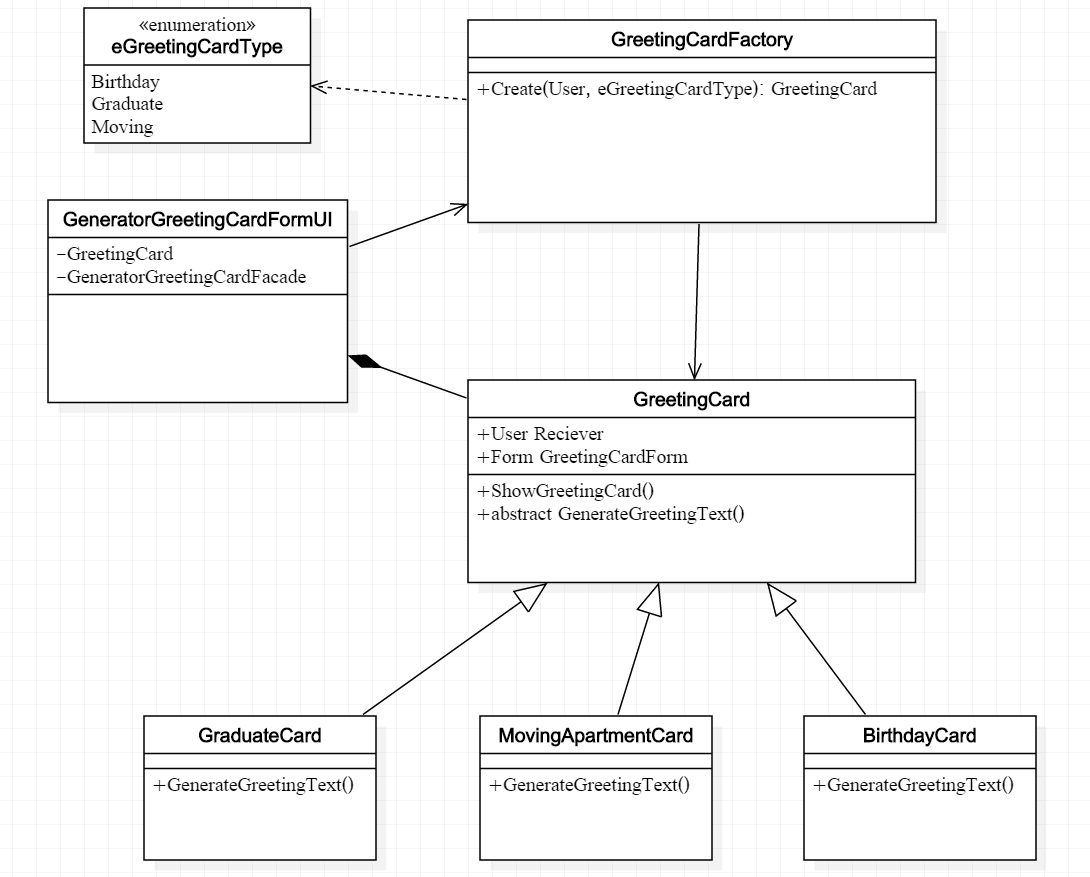 «enumeration»
eGreetingCardType
Birthday
Graduate
Moving
GreetingCardFactory
+Create(User, eGreetingCardType): GreetingCard
GeneratorGreetingCardFormUI
-GreetingCard
-GeneratorGreetingCardFacade
GreetingCard
+User Reciever
+Form GreetingCardForm
+ShowGreetingCard()
+abstract GenerateGreetingText()
GraduateCard
+GenerateGreetingText()
MovingApartmentCard
+GenerateGreetingText()
BirthdayCard
+GenerateGreetingText()